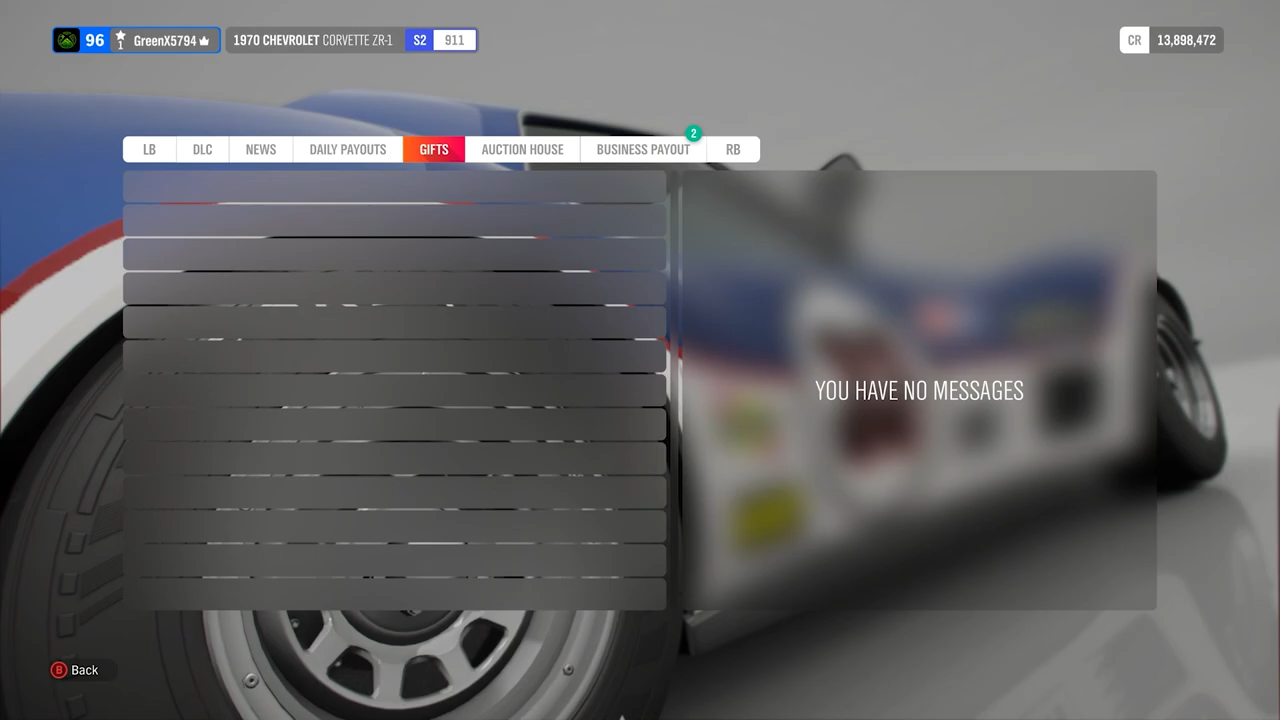 96 1 GreenX5794 1970 CHEVROLET CORVETTE ZR-1 S2 911 CR 13,898,472
2
LB DLC NEWS DAILY PAYOUTS GIFTS AUCTION HOUSE BUSINESS PAYOUT RB
YOU HAVE NO MESSAGES
B Back